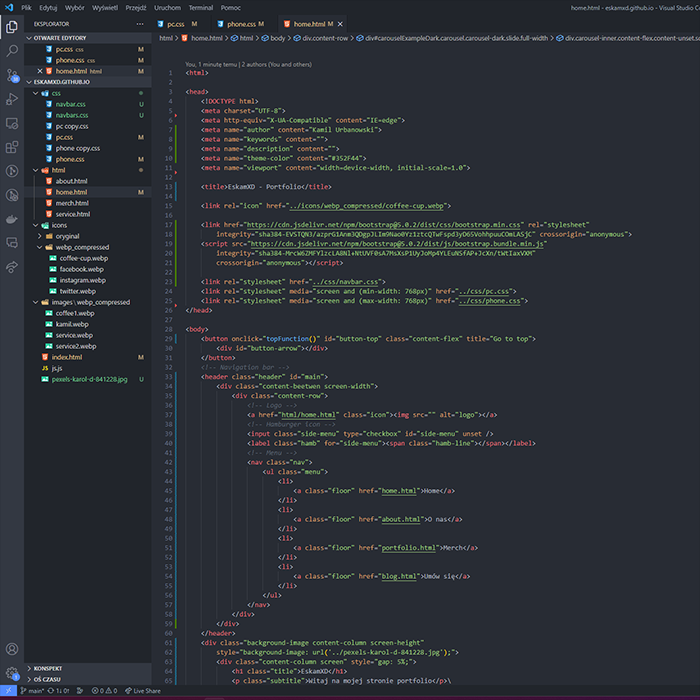 Plik Edytuj Wybór Wyświetl Przejdź Uruchom Terminal Pomoc home.html - eskamxd.github.io - Visual Studio C
EKSPLORATOR ···
OTWARTE EDYTORY
pc.css css M
phone.css css M
home.html html M
ESKAMXD.GITHUB.IO
css
navbar.css U
navbars.css U
pc copy.css
pc.css M
phone copy.css
phone.css M
html
about.html
home.html M
merch.html
service.html
icons
oryginal
webp_compressed
coffee-cup.webp
facebook.webp
instagram.webp
twitter.webp
images \ webp_compressed
coffee1.webp
kamil.webp
service.webp
service2.webp
index.html M
js.js
pexels-karol-d-841228.jpg U
KONSPEKT
OŚ CZASU
main* 1↓ 0↑ 0 0 Live Share
pc.css M phone.css M home.html M
html > home.html > html > body > div.content-row > div#carouselExampleDark.carousel.carousel-dark.slide.full-width > div.carousel-inner.content-flex.content-unset.s
You, 1 minutę temu | 2 authors (You and others)
1 <html>
2
3 <head>
4 <!DOCTYPE html>
5 <meta charset="UTF-8">
6 <meta http-equiv="X-UA-Compatible" content="IE=edge">
7 <meta name="author" content="Kamil Urbanowski">
8 <meta name="keywords" content="">
9 <meta name="description" content="">
10 <meta name="theme-color" content="#352F44">
11 <meta name="viewport" content="width=device-width, initial-scale=1.0">
12
13 <title>EskamXD - Portfolio</title>
14
15 <link rel="icon" href="../icons/webp_compressed/coffee-cup.webp">
16
17 <link href="https://cdn.jsdelivr.net/npm/bootstrap@5.0.2/dist/css/bootstrap.min.css" rel="stylesheet"
18 integrity="sha384-EVSTQN3/azprG1Anm3QDgpJLIm9Nao0Yz1ztcQTwFspd3yD65VohhpuuCOmLASjC" crossorigin="anonymous">
19 <script src="https://cdn.jsdelivr.net/npm/bootstrap@5.0.2/dist/js/bootstrap.bundle.min.js"
20 integrity="sha384-MrcW6ZMFYlzcLA8Nl+NtUVF0sA7MsXsP1UyJoMp4YLEuNSfAP+JcXn/tWtIaxVXM"
21 crossorigin="anonymous"></script>
22
23 <link rel="stylesheet" href="../css/navbar.css">
24 <link rel="stylesheet" media="screen and (min-width: 768px)" href="../css/pc.css">
25 <link rel="stylesheet" media="screen and (max-width: 768px)" href="../css/phone.css">
26 </head>
27
28 <body>
29 <button onclick="topFunction()" id="button-top" class="content-flex" title="Go to top">
30 <div id="button-arrow"></div>
31 </button>
32 <!-- Navigation bar -->
33 <header class="header" id="main">
34 <div class="content-beetwen screen-width">
35 <div class="content-row">
36 <!-- Logo -->
37 <a href="html/home.html" class="icon"><img src="" alt="logo"></a>
38 <!-- Hamburger icon -->
39 <input class="side-menu" type="checkbox" id="side-menu" unset />
40 <label class="hamb" for="side-menu"><span class="hamb-line"></span></label>
41 <!-- Menu -->
42 <nav class="nav">
43 <ul class="menu">
44 <li>
45 <a class="floor" href="home.html">Home</a>
46 </li>
47 <li>
48 <a class="floor" href="about.html">O nas</a>
49 </li>
50 <li>
51 <a class="floor" href="portfolio.html">Merch</a>
52 </li>
53 <li>
54 <a class="floor" href="blog.html">Umów się</a>
55 </li>
56 </ul>
57 </nav>
58 </div>
59 </div>
60 </header>
61 <div class="background-image content-column screen-height"
62 style="background-image: url('../pexels-karol-d-841228.jpg');">
63 <div class="content-column screen" style="gap: 5%;">
64 <h1 class="title">EskamXD</h1>
65 <p class="subtitle">Witaj na mojej stronie portfolio</p>\